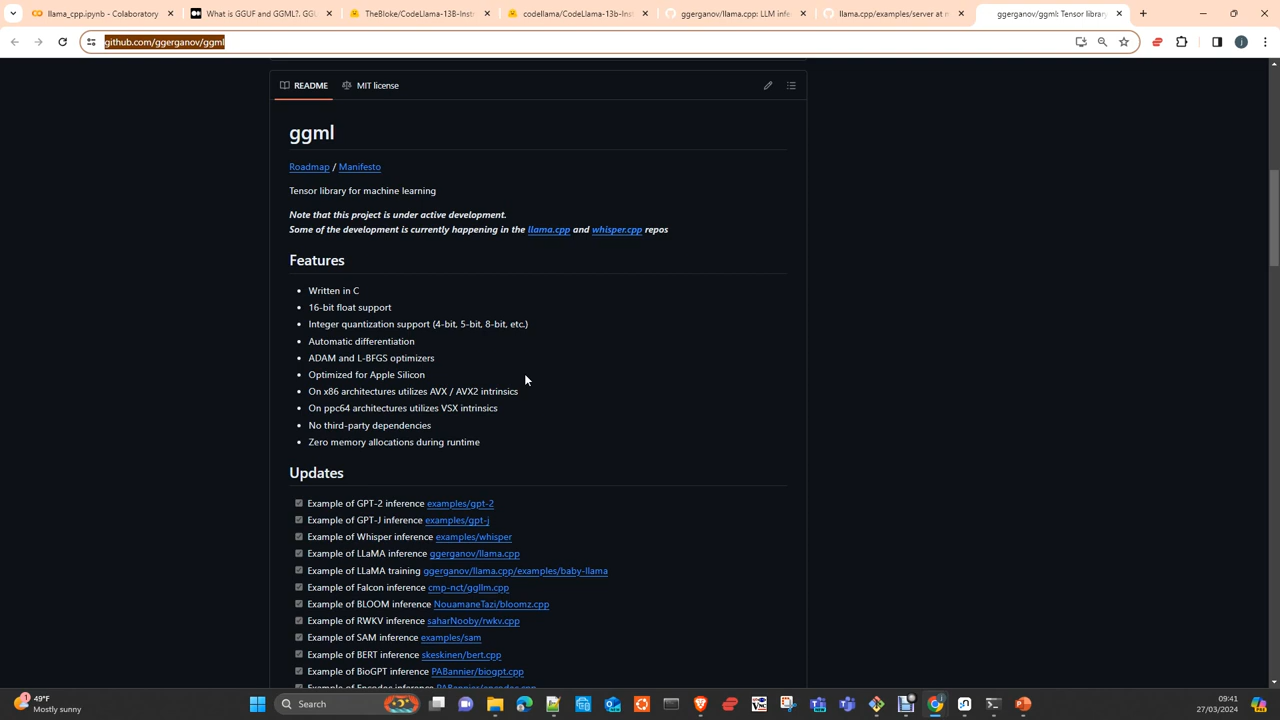 llama_cpp.ipynb - Colaboratory
What is GGUF and GGML?. GGU
TheBloke/CodeLlama-13B-Instr
codellama/CodeLlama-13b-Inst
ggerganov/llama.cpp: LLM infe
llama.cpp/examples/server at m
ggerganov/ggml: Tensor library
github.com/ggerganov/ggml
README
MIT license
ggml
Roadmap / Manifesto
Tensor library for machine learning
Note that this project is under active development.
Some of the development is currently happening in the llama.cpp and whisper.cpp repos
Features
• Written in C
• 16-bit float support
• Integer quantization support (4-bit, 5-bit, 8-bit, etc.)
• Automatic differentiation
• ADAM and L-BFGS optimizers
• Optimized for Apple Silicon
• On x86 architectures utilizes AVX / AVX2 intrinsics
• On ppc64 architectures utilizes VSX intrinsics
• No third-party dependencies
• Zero memory allocations during runtime
Updates
Example of GPT-2 inference examples/gpt-2
Example of GPT-J inference examples/gpt-j
Example of Whisper inference examples/whisper
Example of LLaMA inference ggerganov/llama.cpp
Example of LLaMA training ggerganov/llama.cpp/examples/baby-llama
Example of Falcon inference cmp-nct/ggllm.cpp
Example of BLOOM inference NouamaneTazi/bloomz.cpp
Example of RWKV inference saharNooby/rwkv.cpp
Example of SAM inference examples/sam
Example of BERT inference skeskinen/bert.cpp
Example of BioGPT inference PABannier/biogpt.cpp
Example of Encodec inference PABannier/encodec.cpp
1
49°F
Mostly sunny
Search
09:41
27/03/2024